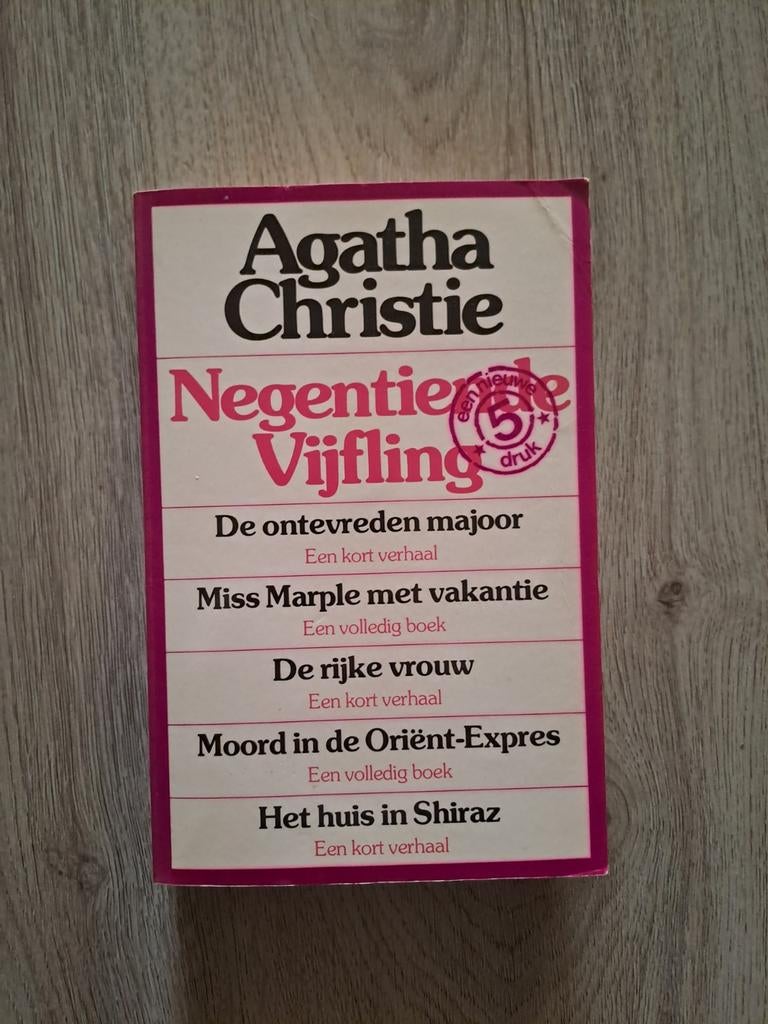 Agatha
Christie
Negentiende
Vijfling
een nieuwe
5
druk
De ontevreden majoor
Een kort verhaal
Miss Marple met vakantie
Een volledig boek
De rijke vrouw
Een kort verhaal
Moord in de Oriënt-Expres
Een volledig boek
Het huis in Shiraz
Een kort verhaal